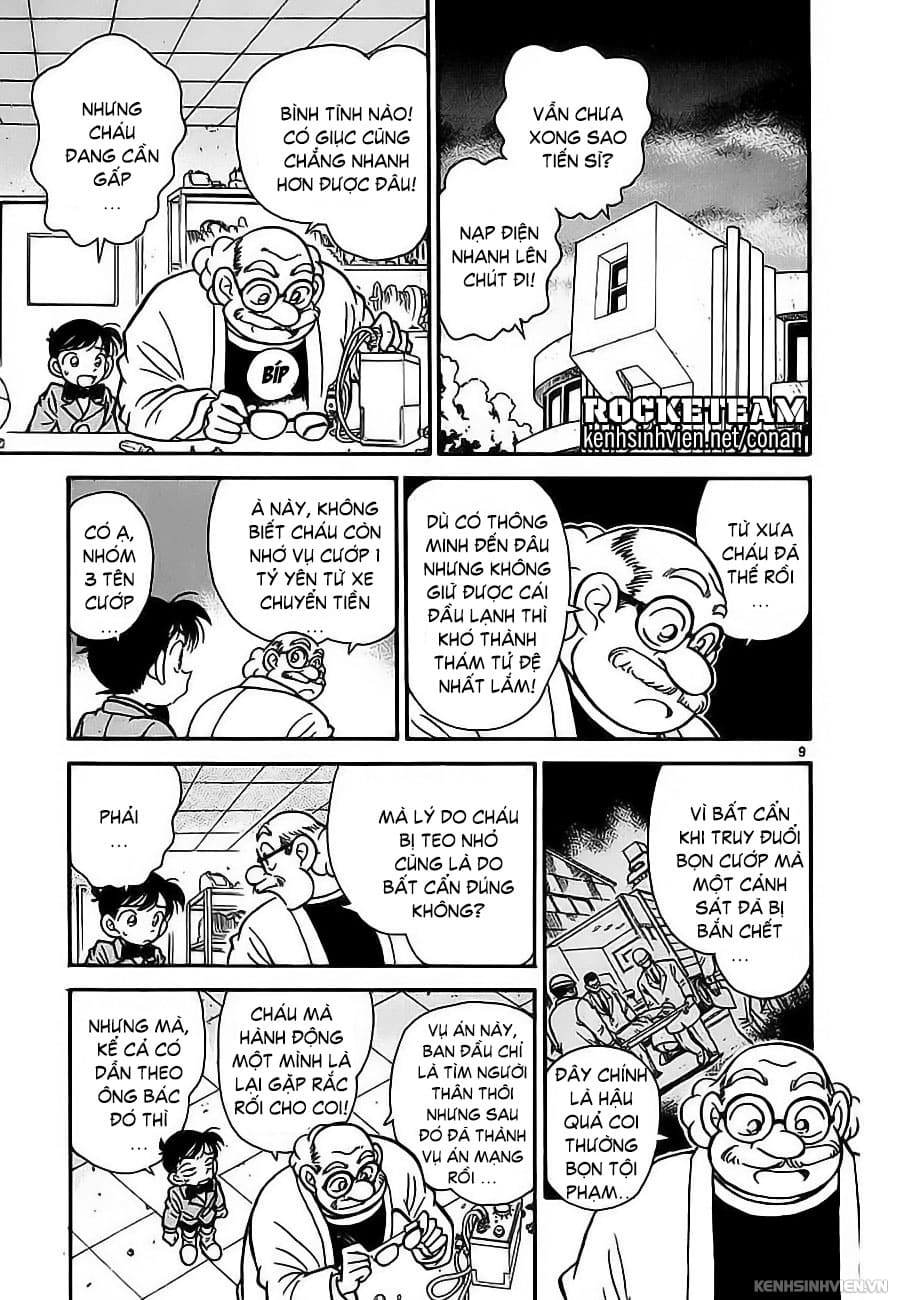 VẪN CHƯA
XONG SAO
TIẾN SĨ?
NẠP ĐIỆN
NHANH LÊN
CHÚT ĐI!
ROCKETEAM
kenhsinhvien.net/conan
BÌNH TĨNH NÀO!
CÓ GIỤC CŨNG
CHẲNG NHANH
HƠN ĐƯỢC ĐÂU!
NHƯNG
CHÁU
ĐANG CẦN
GẤP
...
BÍP
TỪ XƯA
CHÁU ĐÃ
THẾ RỒI
...
DÙ CÓ THÔNG
MINH ĐẾN ĐÂU
NHƯNG KHÔNG
GIỮ ĐƯỢC CÁI
ĐẦU LẠNH THÌ
KHÓ THÀNH
THÁM TỬ ĐỆ
NHẤT LẮM!
À NÀY, KHÔNG
BIẾT CHÁU CÒN
NHỚ VỤ CƯỚP 1
TỶ YÊN TỪ XE
CHUYỂN TIỀN
...
CÓ Ạ,
NHÓM
3 TÊN
CƯỚP
...
9
VÌ BẤT CẨN
KHI TRUY ĐUỔI
BỌN CƯỚP MÀ
MỘT CẢNH
SÁT ĐÃ BỊ
BẮN CHẾT
...
ĐÂY CHÍNH
LÀ HẬU
QUẢ COI
THƯỜNG
BỌN TỘI
PHẠM..
MÀ LÝ DO CHÁU
BỊ TEO NHỎ
CŨNG LÀ DO
BẤT CẨN ĐÚNG
KHÔNG?
PHẢI
...
VỤ ÁN NÀY,
BAN ĐẦU CHỈ
LÀ TÌM NGƯỜI
THÂN THÔI
NHƯNG SAU
ĐÓ ĐÃ THÀNH
VỤ ÁN MẠNG
RỒI ...
CHÁU MÀ
HÀNH ĐỘNG
MỘT MÌNH LÀ
LẠI GẶP RẮC
RỐI CHO COI!
NHƯNG MÀ,
KỂ CẢ CÓ
DẪN THEO
ÔNG BÁC
ĐÓ THÌ
...
KENHSINHVIEN.VN